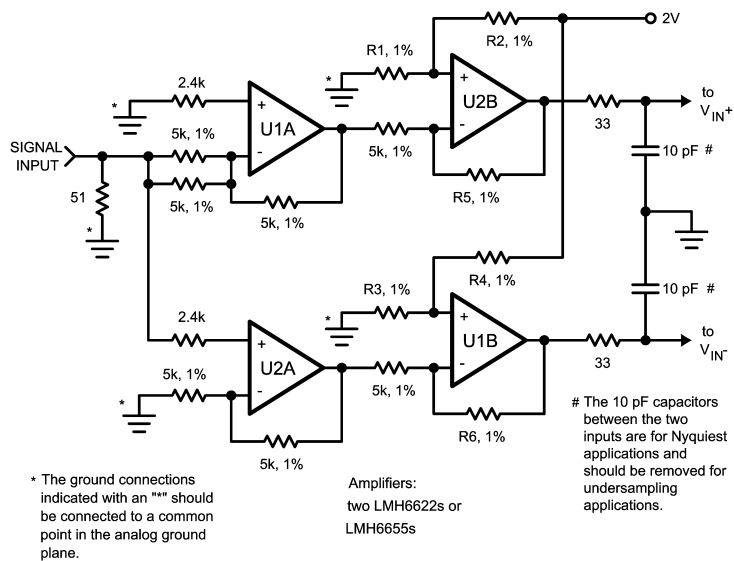 2V
R2, 1%
R1, 1%
*
+
U2B
-
to
V_IN+
33
2.4k
*
+
U1A
-
5k, 1%
10 pF #
SIGNAL
INPUT
5k, 1%
5k, 1%
R5, 1%
51
*
5k, 1%
R4, 1%
R3, 1%
*
+
U1B
-
10 pF #
to
V_IN-
33
2.4k
+
U2A
-
5k, 1%
*
5k, 1%
R6, 1%
5k, 1%
# The 10 pF capacitors
between the two
inputs are for Nyquiest
applications and
should be removed for
undersampling
applications.
* The ground connections
indicated with an "*" should
be connected to a common
point in the analog ground
plane.
Amplifiers:
two LMH6622s or
LMH6655s